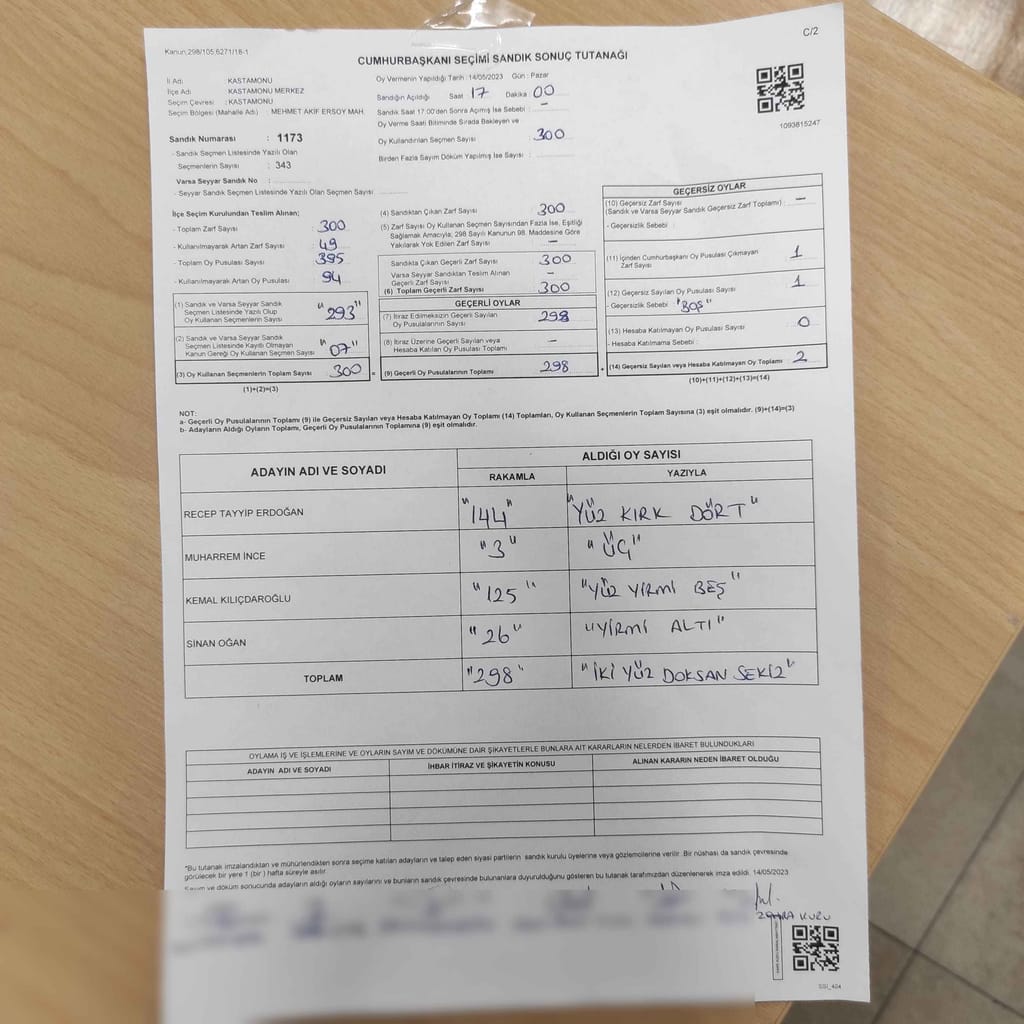 C/2
Kanun;298/105,6271/18-1
CUMHURBAŞKANI SEÇİMİ SANDIK SONUÇ TUTANAĞI
İl Adı : KASTAMONU
İlçe Adı : KASTAMONU MERKEZ
Seçim Çevresi : KASTAMONU
Seçim Bölgesi (Mahalle Adı) : MEHMET AKİF ERSOY MAH.
Sandık Numarası : 1173
- Sandık Seçmen Listesinde Yazılı Olan
Seçmenlerin Sayısı : 343
Varsa Seyyar Sandık No :
- Seyyar Sandık Seçmen Listesinde Yazılı Olan Seçmen Sayısı:
Oy Vermenin Yapıldığı Tarih :14/05/2023 Gün : Pazar
Sandığın Açıldığı Saat 17 Dakika 00
Sandık Saat 17:00'den Sonra Açımış İse Sebebi : -
Oy Verme Saati Bitiminde Sırada Bekleyen ve
Oy Kullandırılan Seçmen Sayısı : 300
Birden Fazla Sayım Döküm Yapılmış İse Sayısı :
1093815247
İlçe Seçim Kurulundan Teslim Alınan;
- Toplam Zarf Sayısı : 300
- Kullanılmayarak Artan Zarf Sayısı : 49
- Toplam Oy Pusulası Sayısı : 395
- Kullanılmayarak Artan Oy Pusulası : 94
(1) Sandık ve Varsa Seyyar Sandık
Seçmen Listesinde Yazılı Olup
Oy Kullanan Seçmenlerin Sayısı "293"
(2) Sandık ve Varsa Seyyar Sandık
Seçmen Listesinde Kayıtlı Olmayan
Kanun Gereği Oy Kullanan Seçmen Sayısı "07"
(3) Oy Kullanan Seçmenlerin Toplam Sayısı 300 =
(1)+(2)=(3)
(4) Sandıktan Çıkan Zarf Sayısı 300
(5) Zarf Sayısı Oy Kullanan Seçmen Sayısından Fazla İse, Eşitliği
Sağlamak Amacıyla, 298 Sayılı Kanunun 98. Maddesine Göre
Yakılarak Yok Edilen Zarf Sayısı : -
Sandıkta Çıkan Geçerli Zarf Sayısı 300
Varsa Seyyar Sandıktan Teslim Alınan
Geçerli Zarf Sayısı : -
(6) Toplam Geçerli Zarf Sayısı : 300
GEÇERLİ OYLAR
(7) İtiraz Edilmeksizin Geçerli Sayılan
Oy Pusulalarının Sayısı : 298
(8) İtiraz Üzerine Geçerli Sayılan veya
Hesaba Katılan Oy Pusulası Toplamı -
(9) Geçerli Oy Pusulalarının Toplamı 298 +
GEÇERSİZ OYLAR
(10) Geçersiz Zarf Sayısı
(Sandık ve Varsa Seyyar Sandık Geçersiz Zarf Toplamı) : -
- Geçersizlik Sebebi :
(11) İçinden Cumhurbaşkanı Oy Pusulası Çıkmayan
Zarf Sayısı 1
(12) Geçersiz Sayılan Oy Pusulası Sayısı 1
- Geçersizlik Sebebi : "BOŞ"
(13) Hesaba Katılmayan Oy Pusulası Sayısı 0
- Hesaba Katılmama Sebebi :
(14) Geçersiz Sayılan veya Hesaba Katılmayan Oy Toplamı 2
(10)+(11)+(12)+(13)=(14)
NOT:
a- Geçerli Oy Pusulalarının Toplamı (9) ile Geçersiz Sayılan veya Hesaba Katılmayan Oy Toplamı (14) Toplamları, Oy Kullanan Seçmenlerin Toplam Sayısına (3) eşit olmalıdır. (9)+(14)=(3)
b- Adayların Aldığı Oyların Toplamı, Geçerli Oy Pusulalarının Toplamına (9) eşit olmalıdır.
ADAYIN ADI VE SOYADI
ALDIĞI OY SAYISI
RAKAMLA YAZIYLA
RECEP TAYYİP ERDOĞAN "144" "YÜZ KIRK DÖRT"
MUHARREM İNCE "3" "ÜÇ"
KEMAL KILIÇDAROĞLU "125" "YÜZ YİRMİ BEŞ"
SİNAN OĞAN "26" "YİRMİ ALTI"
TOPLAM "298" "İKİ YÜZ DOKSAN SEKİZ"
OYLAMA İŞ VE İŞLEMLERİNE VE OYLARIN SAYIM VE DÖKÜMÜNE DAİR ŞİKAYETLERLE BUNLARA AİT KARARLARIN NELERDEN İBARET BULUNDUKLARI
ADAYIN ADI VE SOYADI İHBAR İTİRAZ VE ŞİKAYETİN KONUSU ALINAN KARARIN NEDEN İBARET OLDUĞU
"Bu tutanak imzalandıktan ve mühürlendikten sonra seçime katılan adayların ve talep eden siyasi partilerin sandık kurulu üyelerine veya gözlemcilerine verilir. Bir nüshası da sandık çevresinde
görülecek bir yere 1 (bir ) hafta süreyle asılır.
Sayım ve döküm sonucunda adayların aldığı oyların sayılarını ve bunların sandık çevresinde bulunanlara duyurulduğunu gösteren bu tutanak tarafımızdan düzenlenerek imza edildi. 14/05/2023
ZEHRA KURU
SSI_404